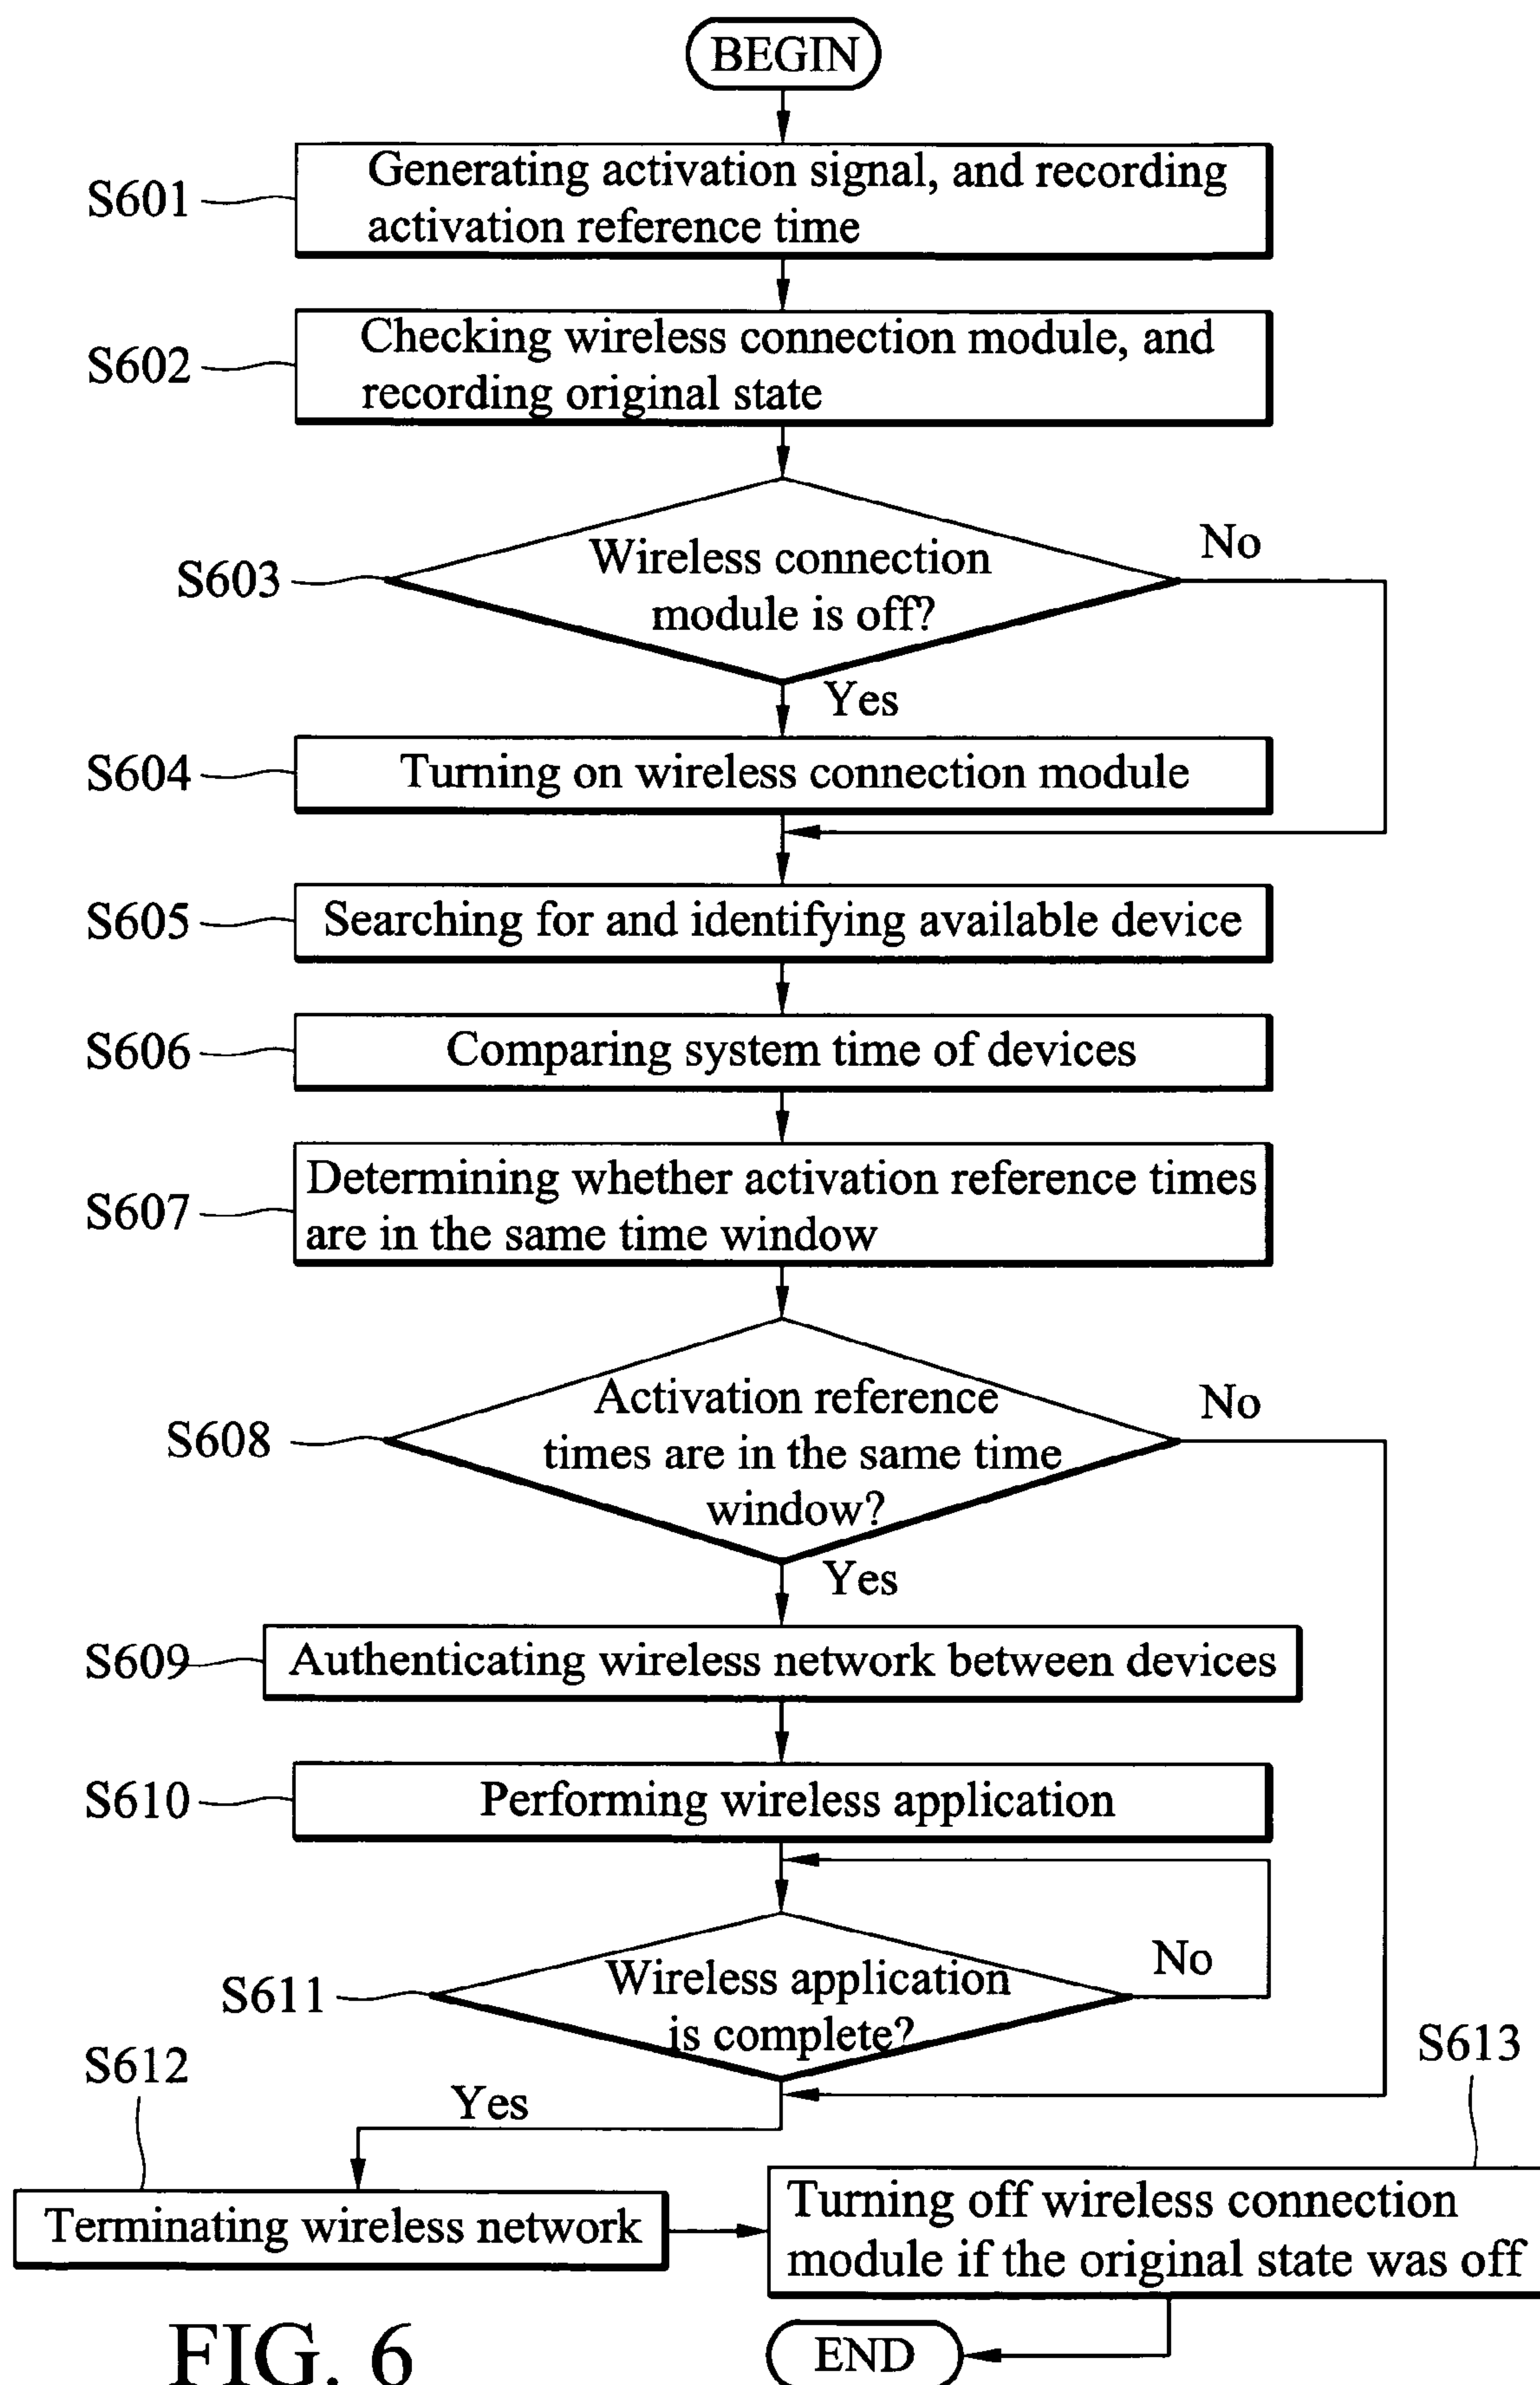 BEGIN
S601
Generating activation signal, and recording
activation reference time
S602
Checking wireless connection module, and
recording original state
S603
Wireless connection
module is off?
No
Yes
S604
Turning on wireless connection module
S605
Searching for and identifying available device
S606
Comparing system time of devices
S607
Determining whether activation reference times
are in the same time window
S608
Activation reference
times are in the same time
window?
No
Yes
S609
Authenticating wireless network between devices
S610
Performing wireless application
S611
Wireless application
is complete?
No
Yes
S612
Terminating wireless network
S613
Turning off wireless connection
module if the original state was off
END
FIG. 6